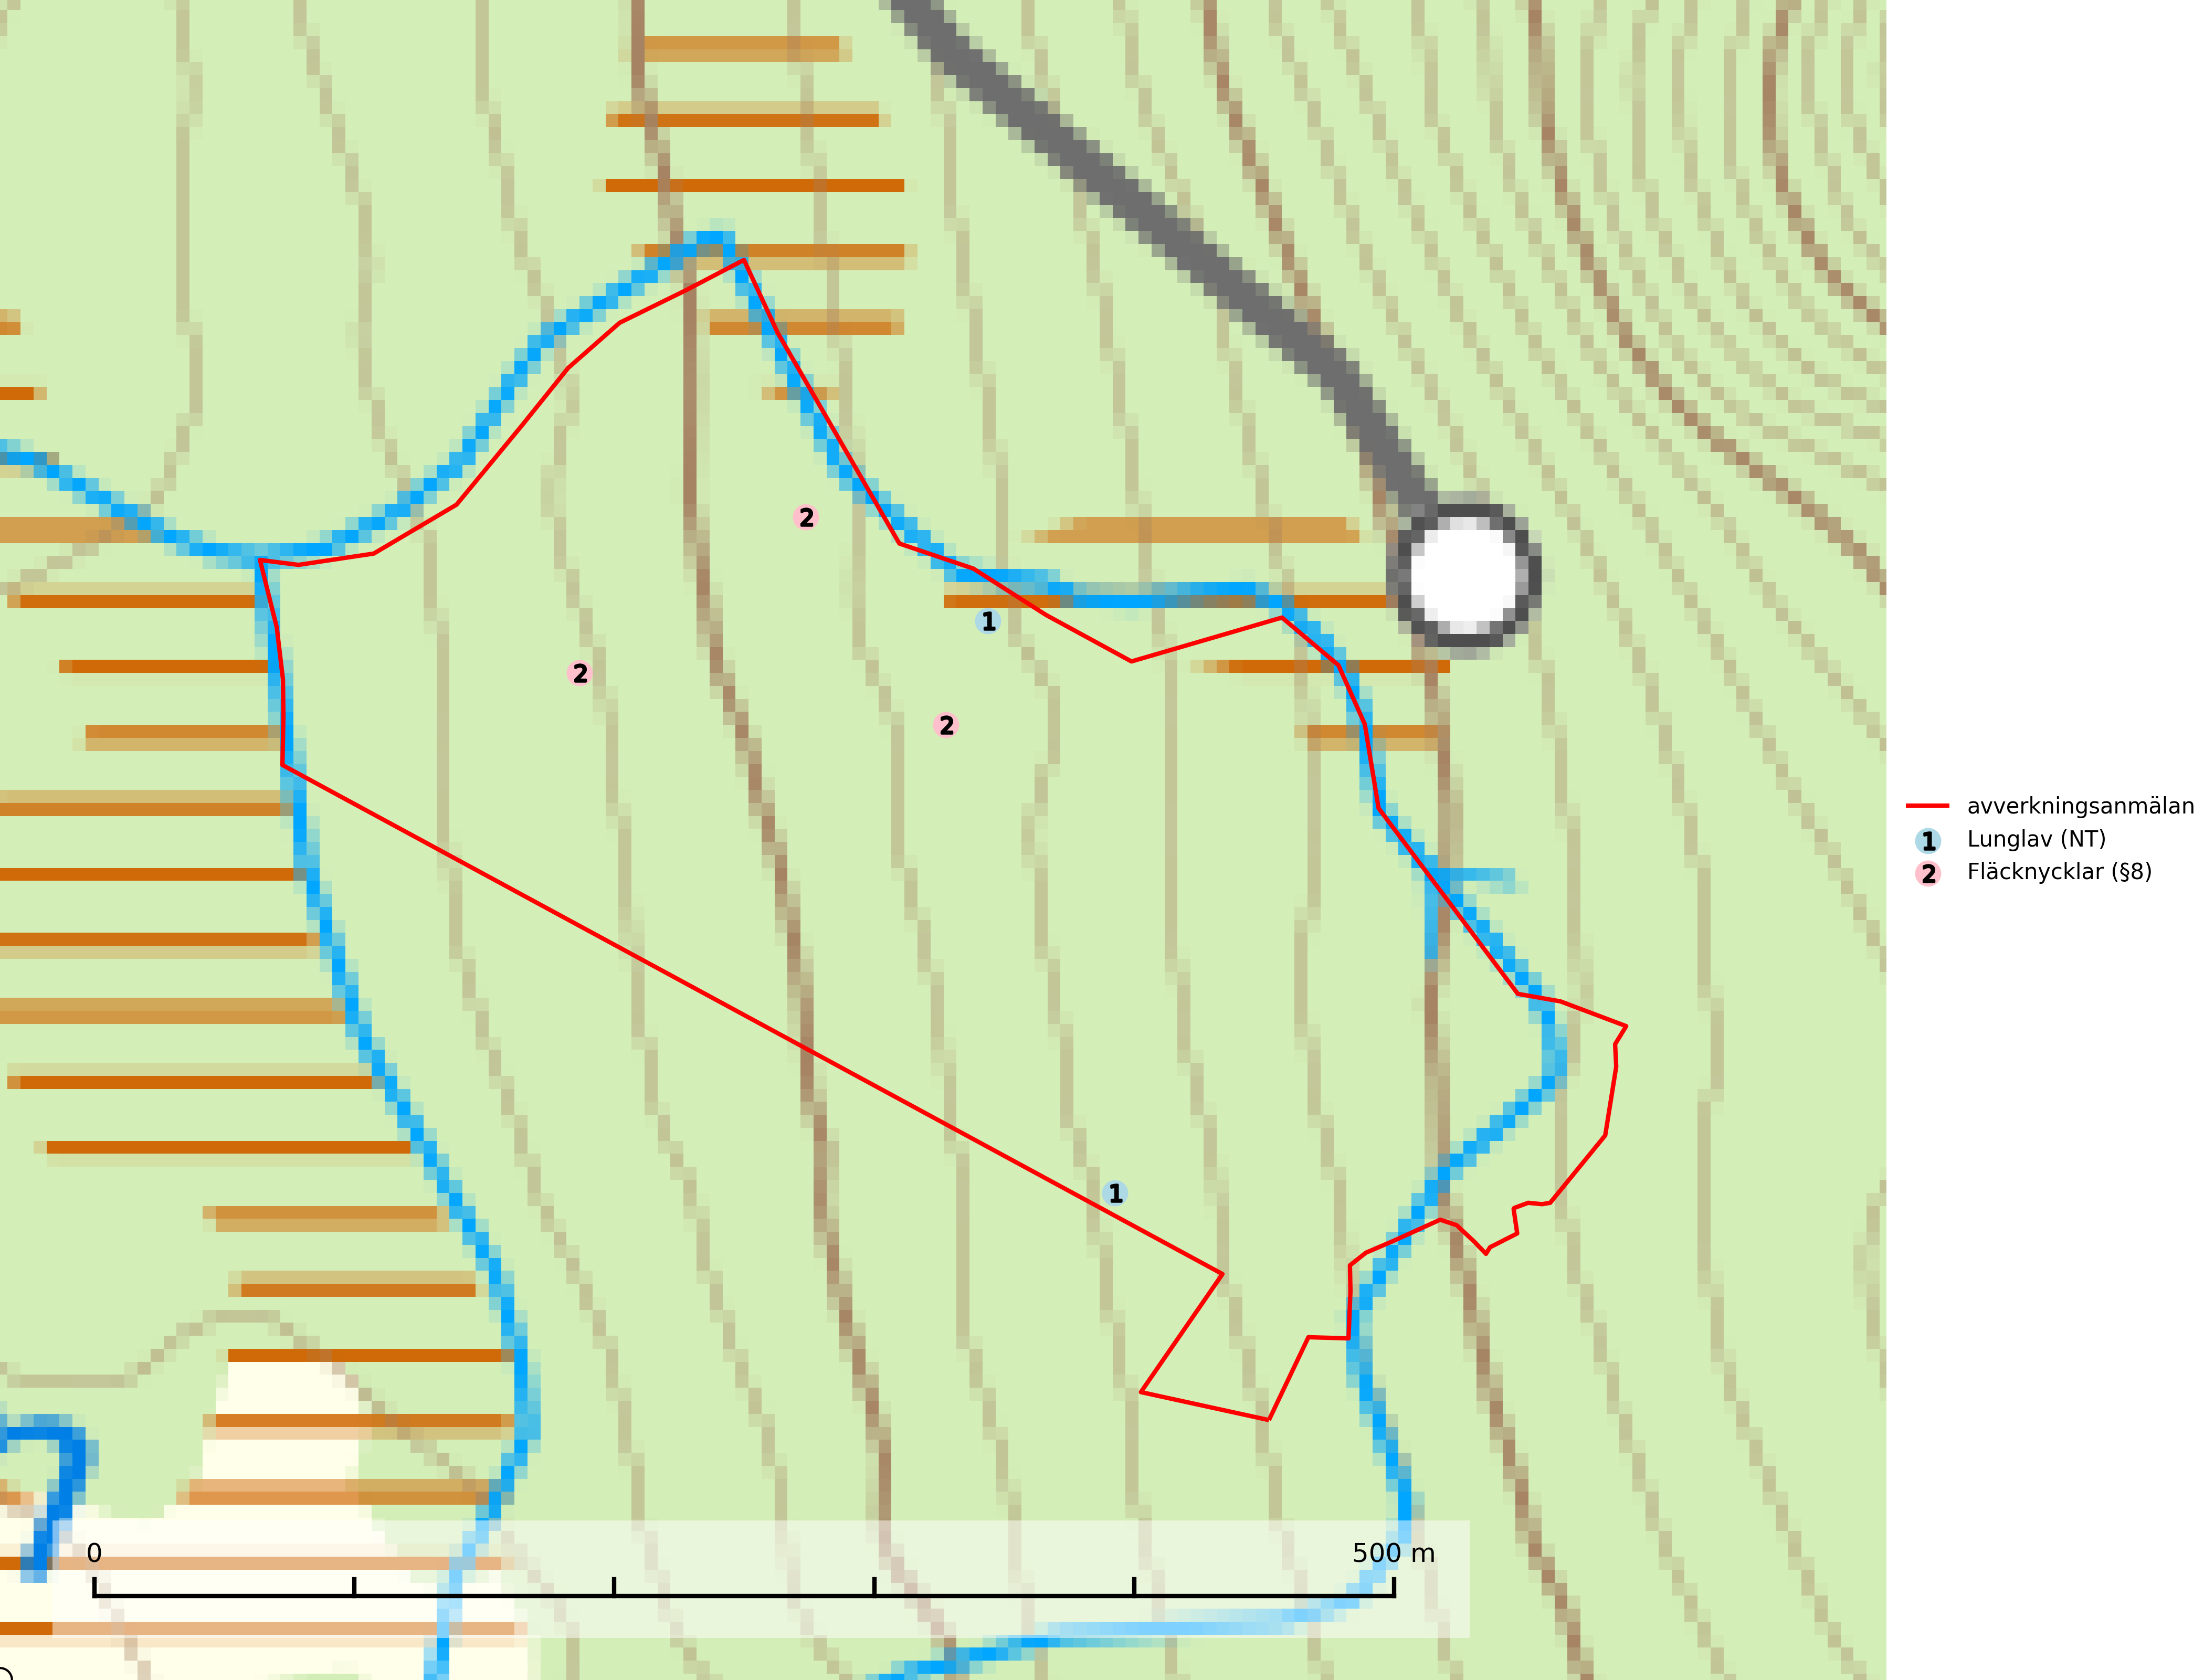 2
1
2
2
1
avverkningsanmälan
1 Lunglav (NT)
2 Fläcknycklar (§8)
0 500 m